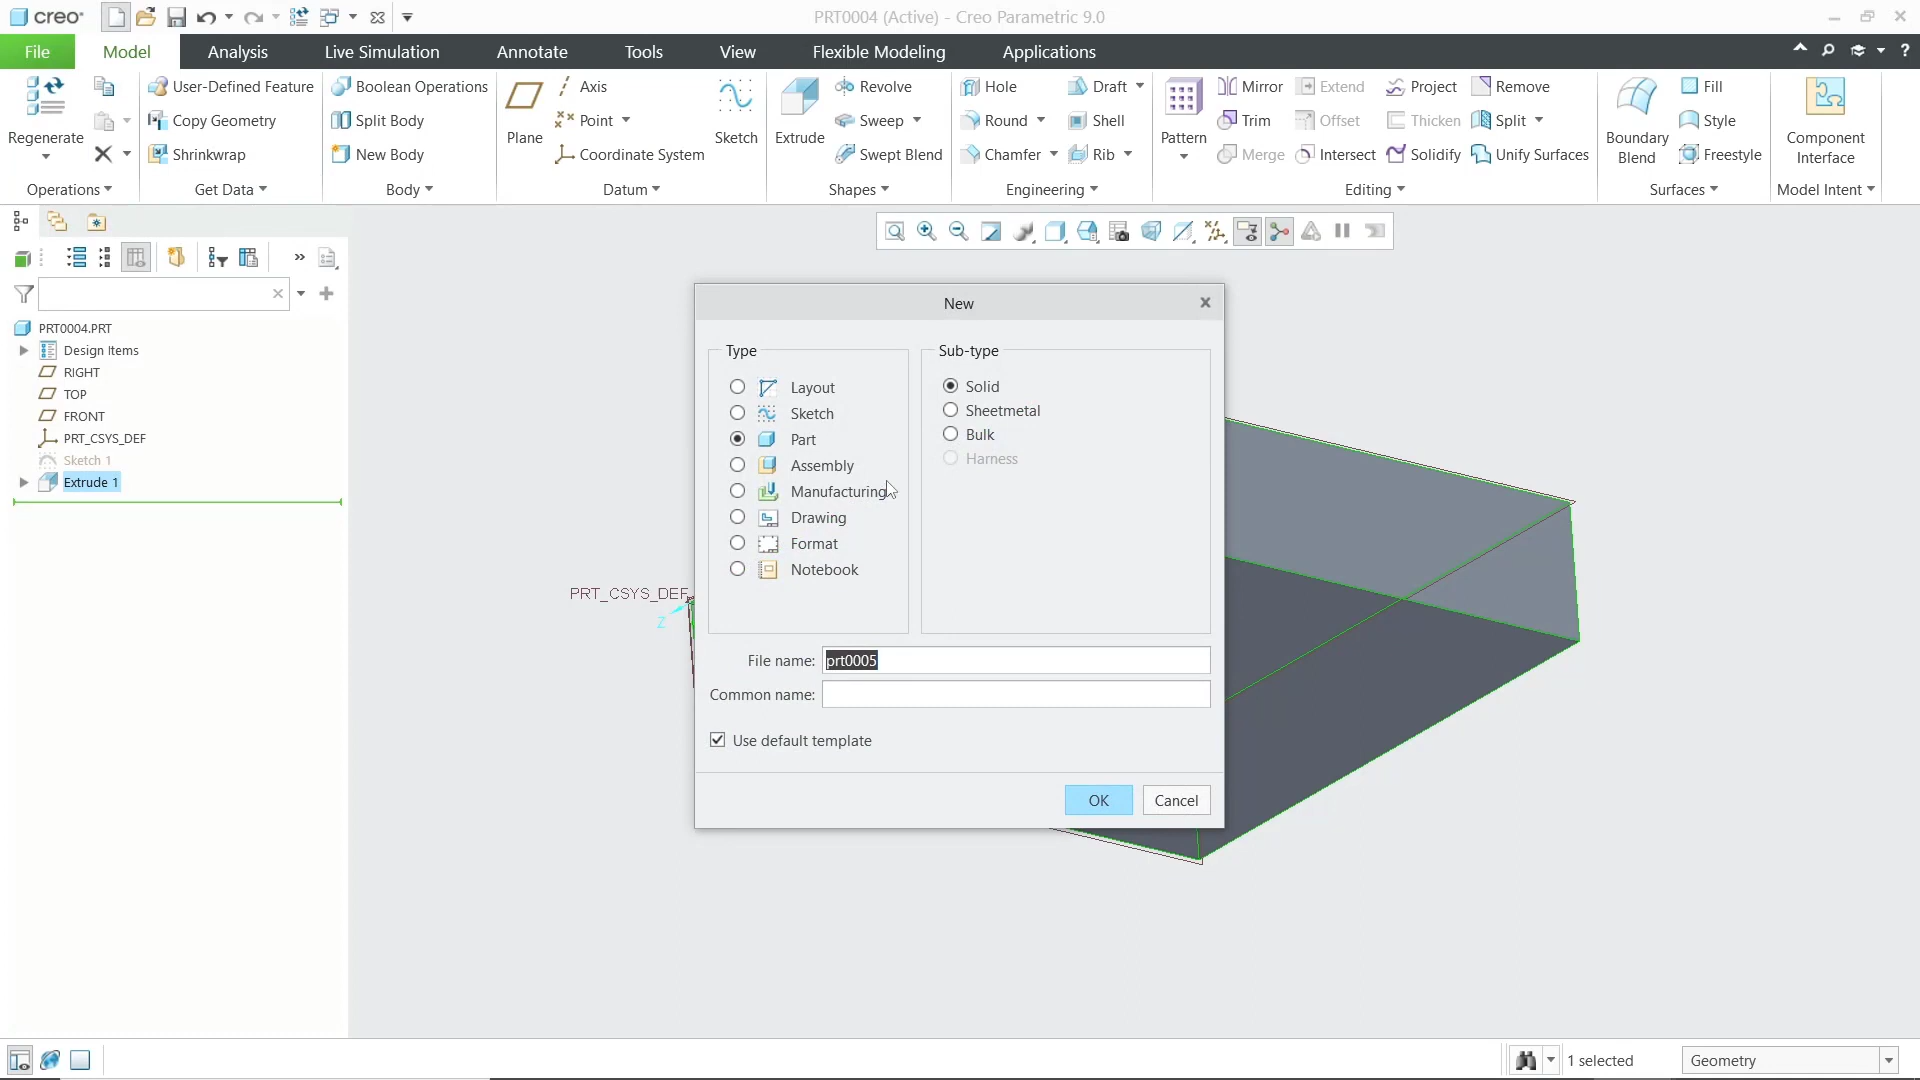 creo
PRT0004 (Active) - Creo Parametric 9.0
File Model Analysis Live Simulation Annotate Tools View Flexible Modeling Applications
Regenerate
Operations
User-Defined Feature
Copy Geometry
Shrinkwrap
Get Data
Boolean Operations
Split Body
New Body
Body
Plane
Axis
Point
Coordinate System
Sketch
Datum
Extrude
Revolve
Sweep
Swept Blend
Shapes
Hole
Round
Chamfer
Draft
Shell
Rib
Engineering
Pattern
Mirror
Trim
Merge
Extend
Offset
Intersect
Project
Thicken
Solidify
Remove
Split
Unify Surfaces
Editing
Boundary
Blend
Fill
Style
Freestyle
Surfaces
Component
Interface
Model Intent
PRT0004.PRT
Design Items
RIGHT
TOP
FRONT
PRT_CSYS_DEF
Sketch 1
Extrude 1
PRT_CSYS_DEF
Z
New
Type
Layout
Sketch
Part
Assembly
Manufacturing
Drawing
Format
Notebook
Sub-type
Solid
Sheetmetal
Bulk
Harness
File name: prt0005
Common name:
Use default template
OK Cancel
1 selected
Geometry